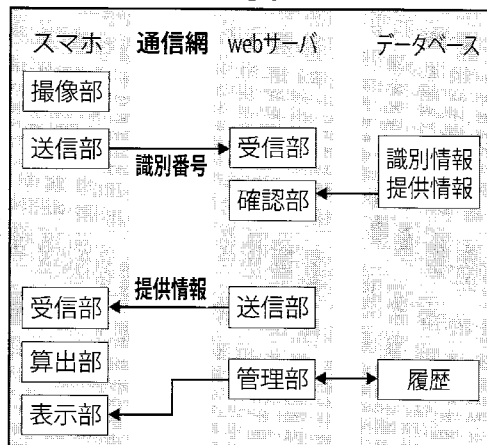 スマホ 通信網 webサーバ データベース
撮像部
送信部 識別番号 受信部
識別情報
提供情報
確認部
受信部 提供情報 送信部
算出部
管理部 履歴
表示部